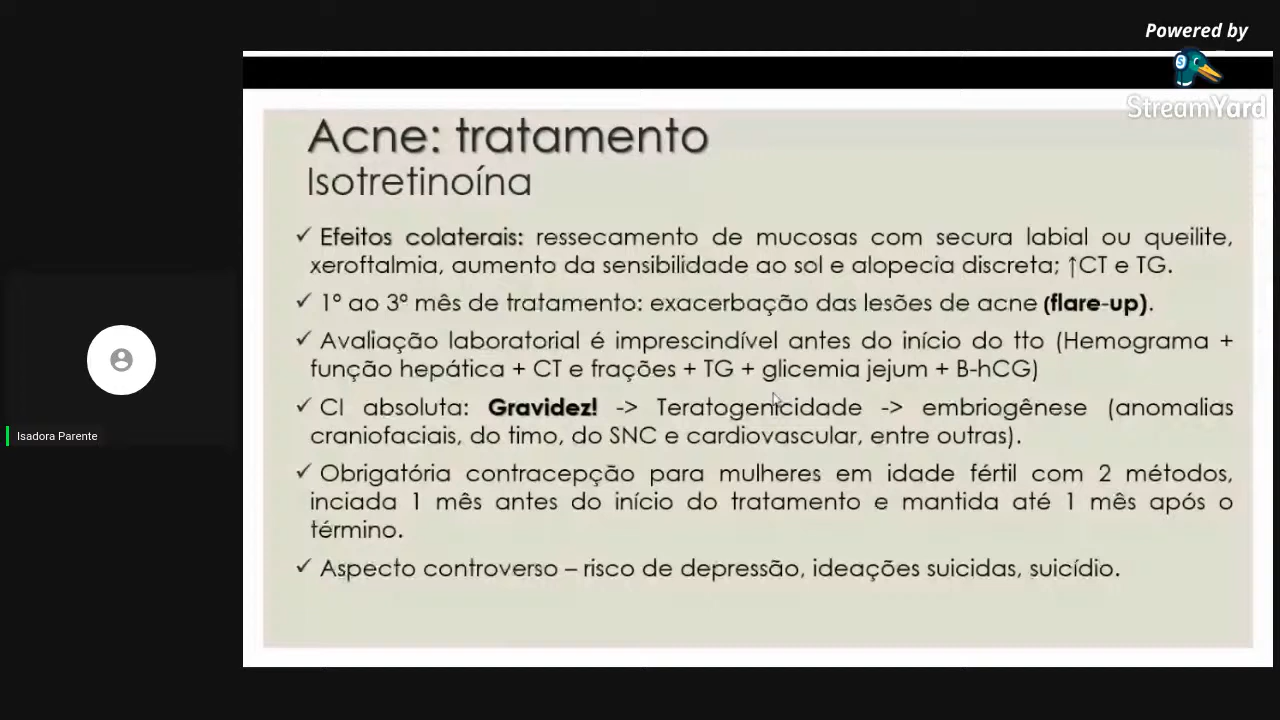 Powered by
StreamYard
Acne: tratamento
Isotretinoína
✓ Efeitos colaterais: ressecamento de mucosas com secura labial ou queilite,
xeroftalmia, aumento da sensibilidade ao sol e alopecia discreta; ↑CT e TG.
✓ 1º ao 3º mês de tratamento: exacerbação das lesões de acne (flare-up).
✓ Avaliação laboratorial é imprescindível antes do início do tto (Hemograma +
função hepática + CT e frações + TG + glicemia jejum + B-hCG)
✓ CI absoluta: Gravidez! -> Teratogenicidade -> embriogênese (anomalias
craniofaciais, do timo, do SNC e cardiovascular, entre outras).
✓ Obrigatória contracepção para mulheres em idade fértil com 2 métodos,
inciada 1 mês antes do início do tratamento e mantida até 1 mês após o
término.
✓ Aspecto controverso – risco de depressão, ideações suicidas, suicídio.
Isadora Parente